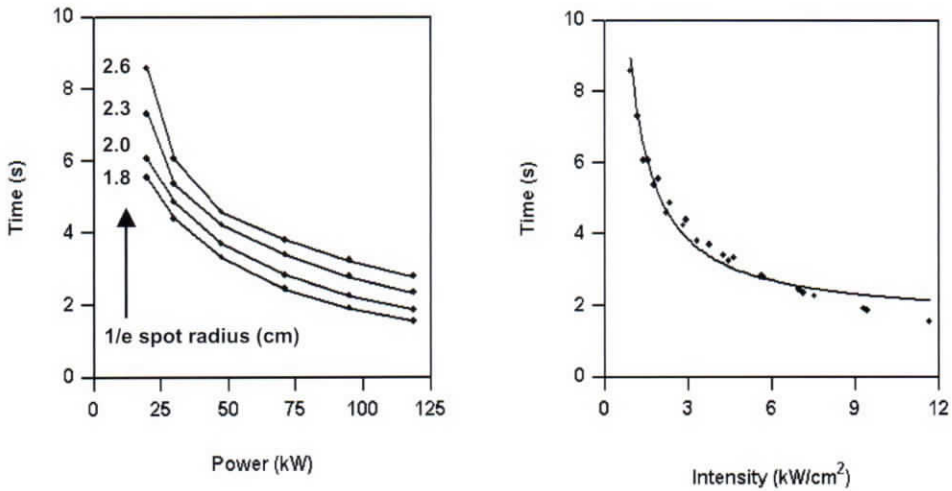 10
8
6
4
2
0
Time (s)
2.6
2.3
2.0
1.8
1/e spot radius (cm)
0 25 50 75 100 125
Power (kW)
10
8
6
4
2
0
Time (s)
0 3 6 9 12
Intensity (kW/cm²)